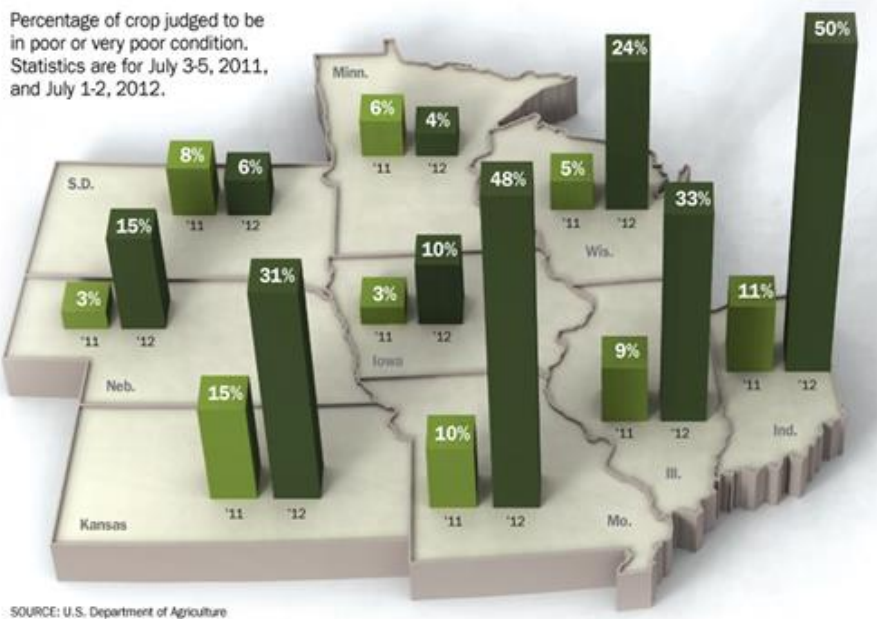 Percentage of crop judged to be
in poor or very poor condition.
Statistics are for July 3-5, 2011,
and July 1-2, 2012.
Minn.
6%
4%
'11
'12
24%
5%
'11
'12
Wis.
50%
11%
'11
'12
Ind.
S.D.
8%
6%
'11
'12
15%
3%
'11
'12
Neb.
10%
3%
'11
'12
Iowa
48%
10%
'11
'12
Mo.
33%
9%
'11
'12
Ill.
31%
15%
'11
'12
Kansas
SOURCE: U.S. Department of Agriculture